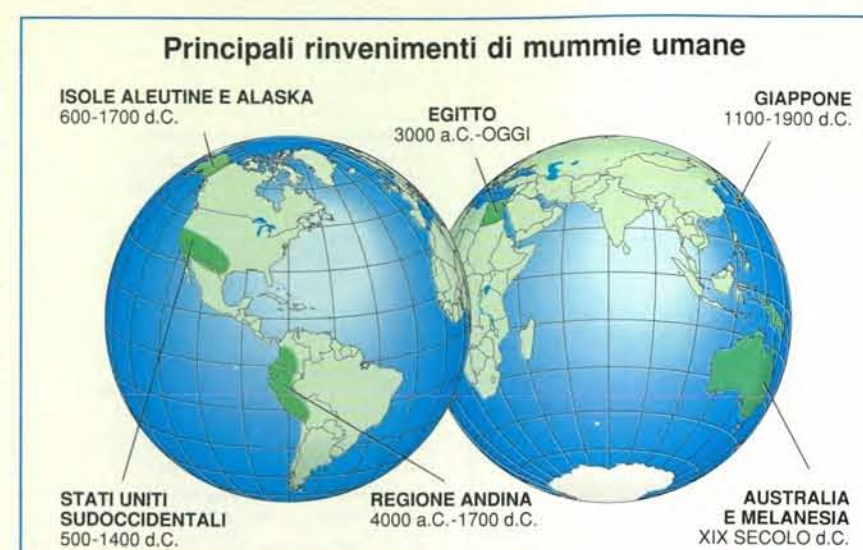 Principali rinvenimenti di mummie umane
ISOLE ALEUTINE E ALASKA
600-1700 d.C.
EGITTO
3000 a.C.-OGGI
GIAPPONE
1100-1900 d.C.
STATI UNITI
SUDOCCIDENTALI
500-1400 d.C.
REGIONE ANDINA
4000 a.C.-1700 d.C.
AUSTRALIA
E MELANESIA
XIX SECOLO d.C.